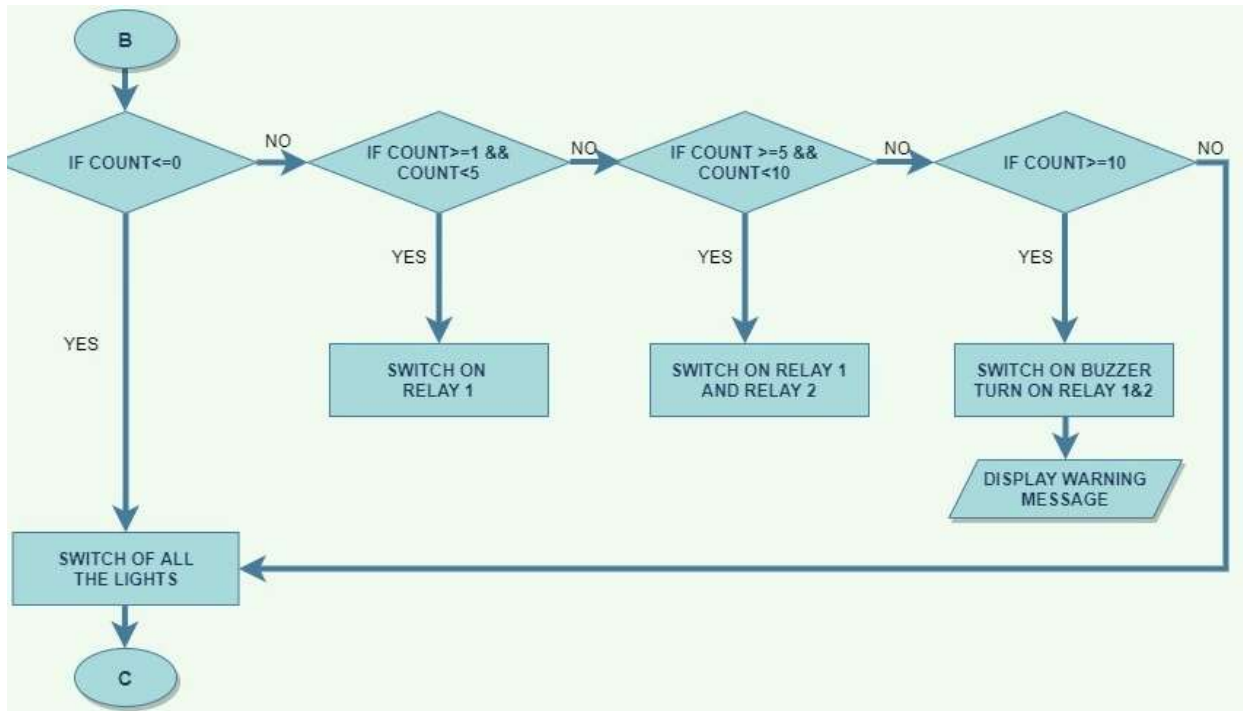 B
IF COUNT<=0
NO
IF COUNT>=1 &&
COUNT<5
NO
IF COUNT >=5 &&
COUNT<10
NO
IF COUNT>=10
NO
YES
YES
YES
YES
SWITCH ON
RELAY 1
SWITCH ON RELAY 1
AND RELAY 2
SWITCH ON BUZZER
TURN ON RELAY 1&2
DISPLAY WARNING
MESSAGE
SWITCH OF ALL
THE LIGHTS
C